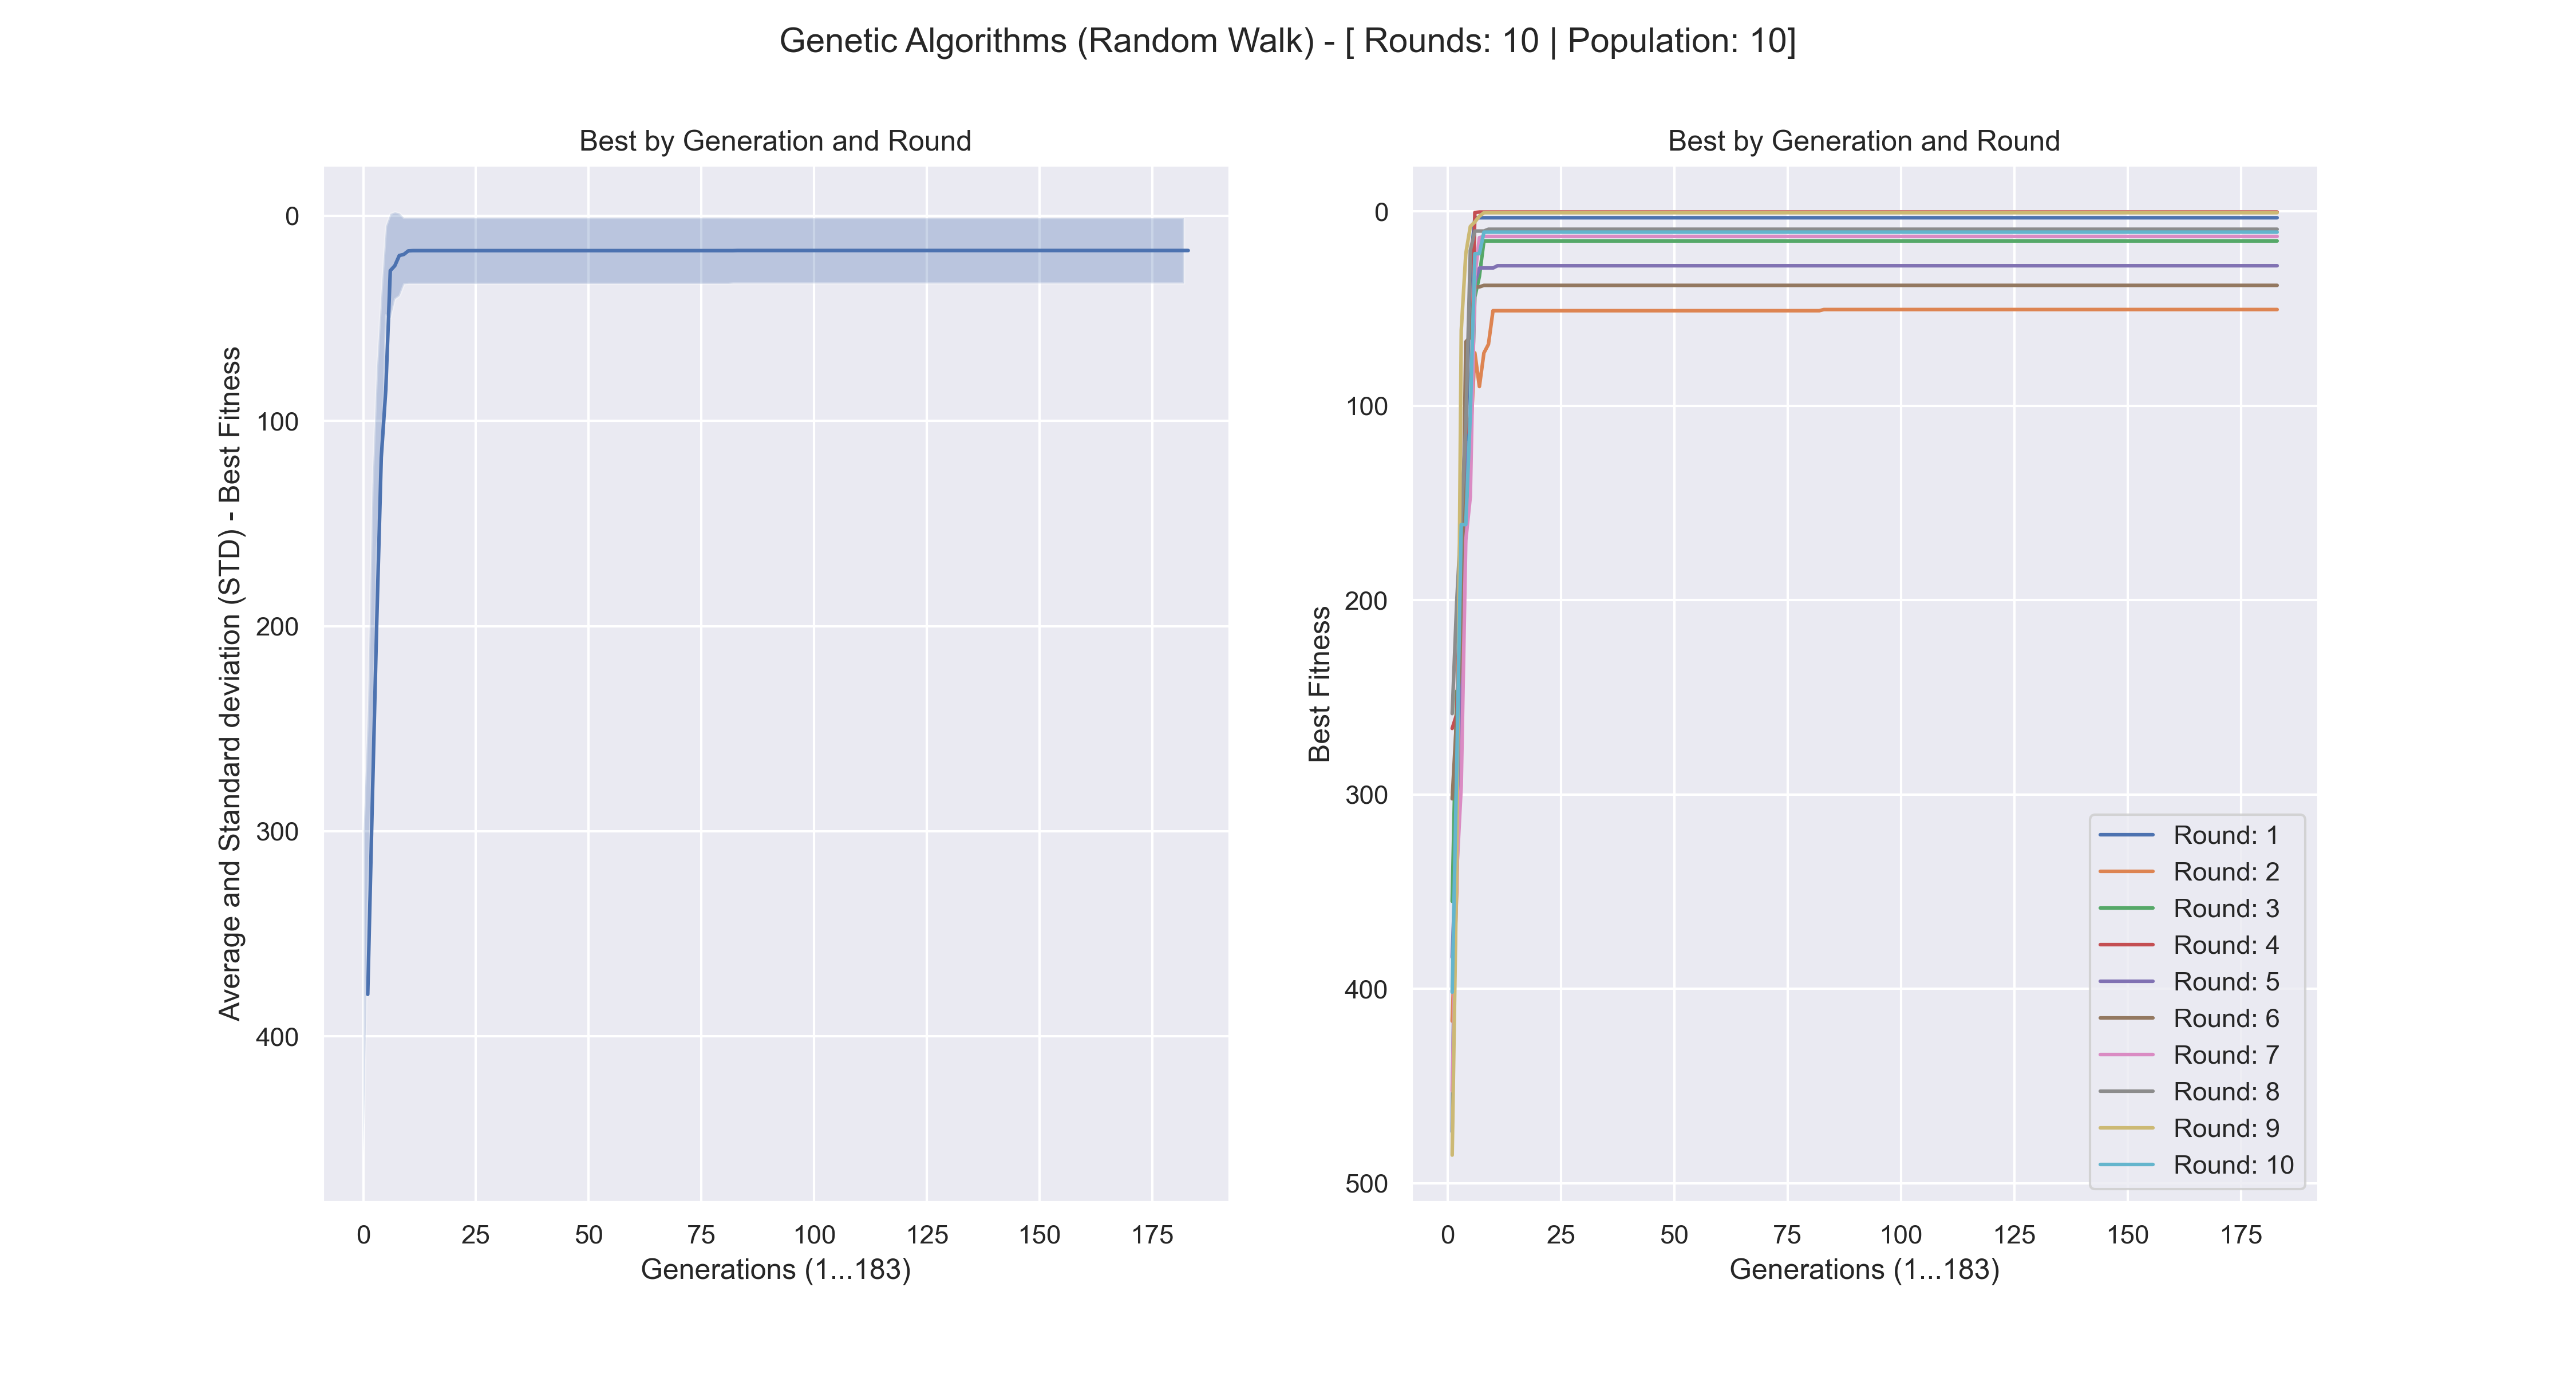 Genetic Algorithms (Random Walk) - [ Rounds: 10 | Population: 10]
Best by Generation and Round
Average and Standard deviation (STD) - Best Fitness
0
100
200
300
400
0
25
50
75
100
125
150
175
Generations (1...183)
Best by Generation and Round
Best Fitness
0
100
200
300
400
500
0
25
50
75
100
125
150
175
Generations (1...183)
Round: 1
Round: 2
Round: 3
Round: 4
Round: 5
Round: 6
Round: 7
Round: 8
Round: 9
Round: 10